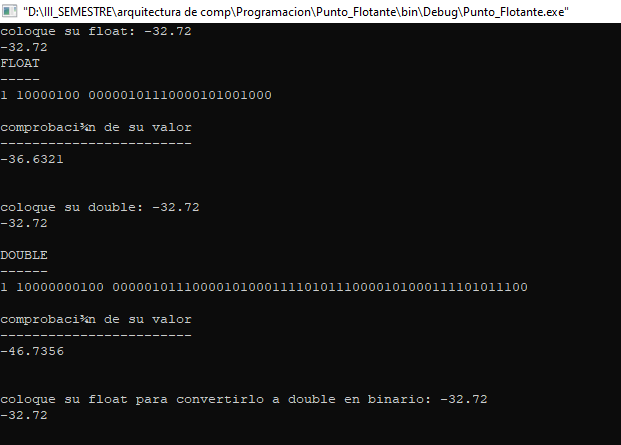 "D:\III_SEMESTRE\arquitectura de comp\Programacion\Punto_Flotante\bin\Debug\Punto_Flotante.exe"
coloque su float: -32.72
-32.72
FLOAT
-----
1 10000100 00000101110000101001000
comprobaci¾n de su valor
------------------------
-36.6321
coloque su double: -32.72
-32.72
DOUBLE
------
1 10000000100 0000010111000010100011110101110000101000111101011100
comprobaci¾n de su valor
------------------------
-46.7356
coloque su float para convertirlo a double en binario: -32.72
-32.72